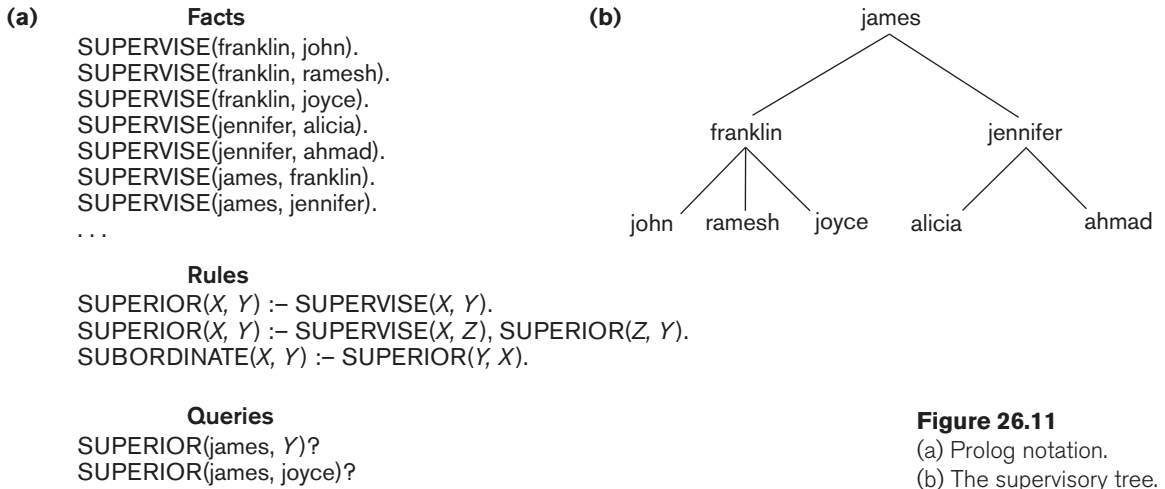 (a)
Facts
SUPERVISE(franklin, john).
SUPERVISE(franklin, ramesh).
SUPERVISE(franklin, joyce).
SUPERVISE(jennifer, alicia).
SUPERVISE(jennifer, ahmad).
SUPERVISE(james, franklin).
SUPERVISE(james, jennifer).
. . .
Rules
SUPERIOR(X, Y) :– SUPERVISE(X, Y).
SUPERIOR(X, Y) :– SUPERVISE(X, Z), SUPERIOR(Z, Y).
SUBORDINATE(X, Y) :– SUPERIOR(Y, X).
Queries
SUPERIOR(james, Y)?
SUPERIOR(james, joyce)?
(b)
james
franklin jennifer
john ramesh joyce alicia ahmad
Figure 26.11
(a) Prolog notation.
(b) The supervisory tree.